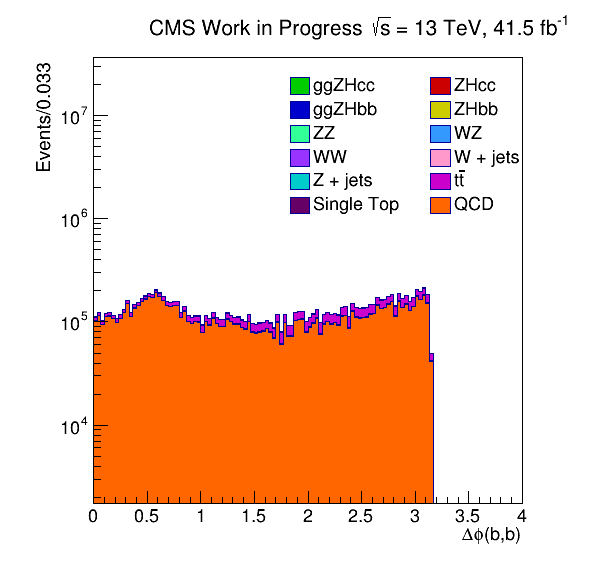 CMS Work in Progress √s = 13 TeV, 41.5 fb⁻¹
Events/0.033
10⁷
10⁶
10⁵
10⁴
ggZHcc ZHcc
ggZHbb ZHbb
ZZ WZ
WW W + jets
Z + jets tt̄
Single Top QCD
0 0.5 1 1.5 2 2.5 3 3.5 4
Δϕ(b,b)